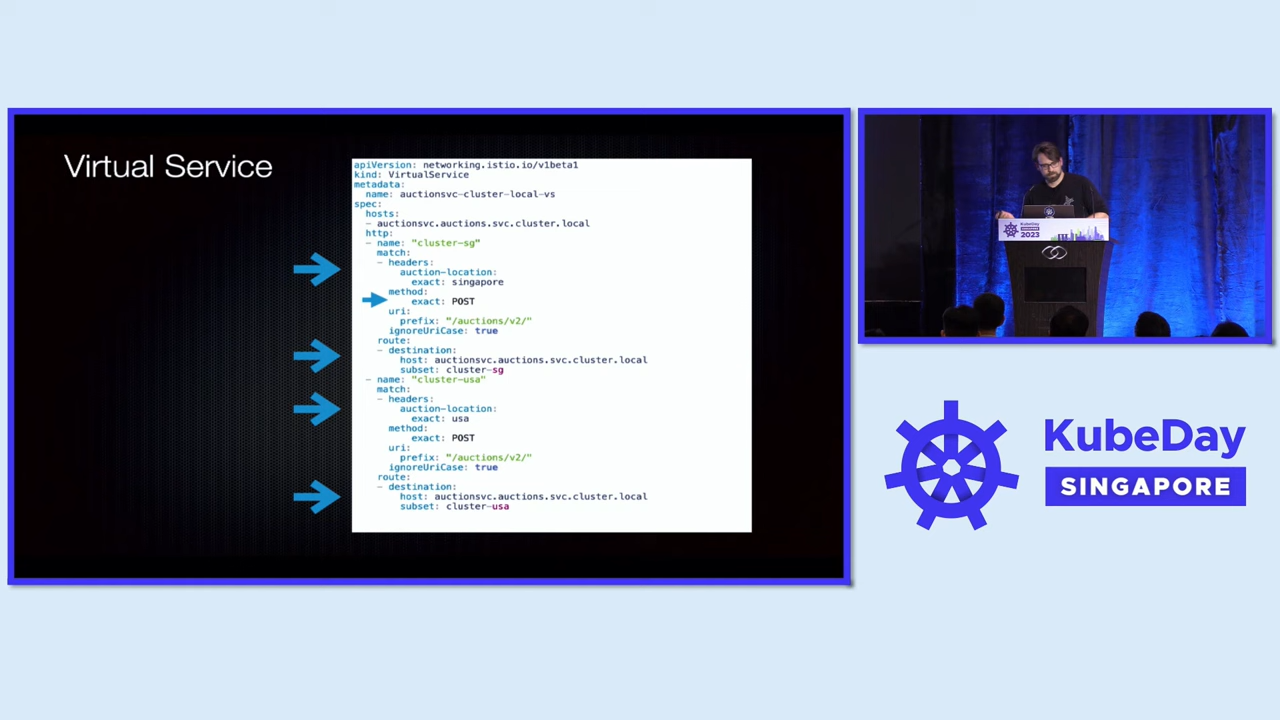 Virtual Service
apiVersion: networking.istio.io/v1beta1
kind: VirtualService
metadata:
  name: auctionsvc-cluster-local-vs
spec:
  hosts:
  - auctionsvc.auctions.svc.cluster.local
  http:
  - name: "cluster-sg"
    match:
    - headers:
        auction-location:
          exact: singapore
      method:
          exact: POST
      uri:
        prefix: "/auctions/v2/"
      ignoreUriCase: true
    route:
    - destination:
        host: auctionsvc.auctions.svc.cluster.local
        subset: cluster-sg
  - name: "cluster-usa"
    match:
    - headers:
        auction-location:
          exact: usa
      method:
          exact: POST
      uri:
        prefix: "/auctions/v2/"
      ignoreUriCase: true
    route:
    - destination:
        host: auctionsvc.auctions.svc.cluster.local
        subset: cluster-usa
KubeDay
2023
KubeDay
SINGAPORE